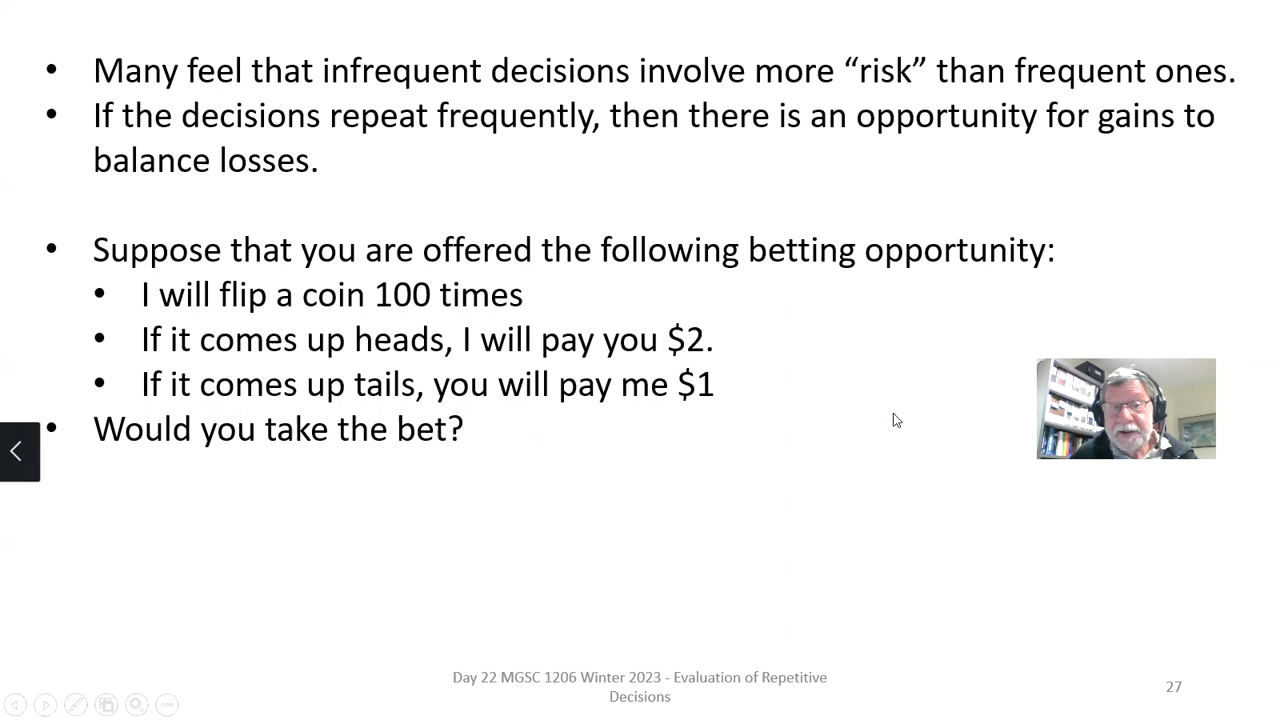 • Many feel that infrequent decisions involve more “risk” than frequent ones.
• If the decisions repeat frequently, then there is an opportunity for gains to
balance losses.
• Suppose that you are offered the following betting opportunity:
• I will flip a coin 100 times
• If it comes up heads, I will pay you $2.
• If it comes up tails, you will pay me $1
• Would you take the bet?
Day 22 MGSC 1206 Winter 2023 - Evaluation of Repetitive
Decisions
27